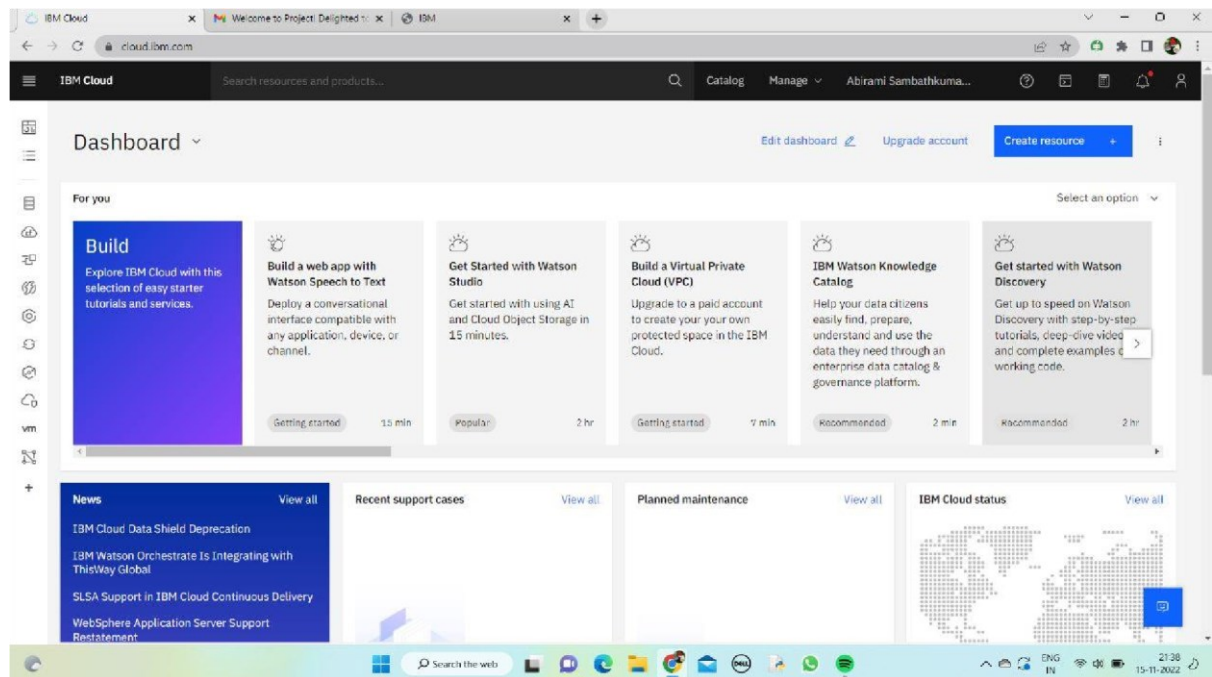 IBM Cloud
Welcome to Project! Delighted to
IBM
cloud.ibm.com
IBM Cloud
Search resources and products...
Catalog
Manage
Abirami Sambathkuma...
Dashboard
Edit dashboard
Upgrade account
Create resource +
For you
Select an option
Build
Explore IBM Cloud with this
selection of easy starter
tutorials and services.
Build a web app with
Watson Speech to Text
Deploy a conversational
interface compatible with
any application, device, or
channel.
Getting started
15 min
Get Started with Watson
Studio
Get started with using AI
and Cloud Object Storage in
15 minutes.
Popular
2 hr
Build a Virtual Private
Cloud (VPC)
Upgrade to a paid account
to create your your own
protected space in the IBM
Cloud.
Getting started
7 min
IBM Watson Knowledge
Catalog
Help your data citizens
easily find, prepare,
understand and use the
data they need through an
enterprise data catalog &
governance platform.
Recommended
2 min
Get started with Watson
Discovery
Get up to speed on Watson
Discovery with step-by-step
tutorials, deep-dive
and complete examples
working code.
Recommended
2 hr
vm
News
View all
IBM Cloud Data Shield Deprecation
IBM Watson Orchestrate Is Integrating with
ThisWay Global
SLSA Support in IBM Cloud Continuous Delivery
WebSphere Application Server Support
Restatement
Recent support cases
View all
Planned maintenance
View all
IBM Cloud status
View all
Search the web
DELL
ENG
IN
21:38
15-11-2022